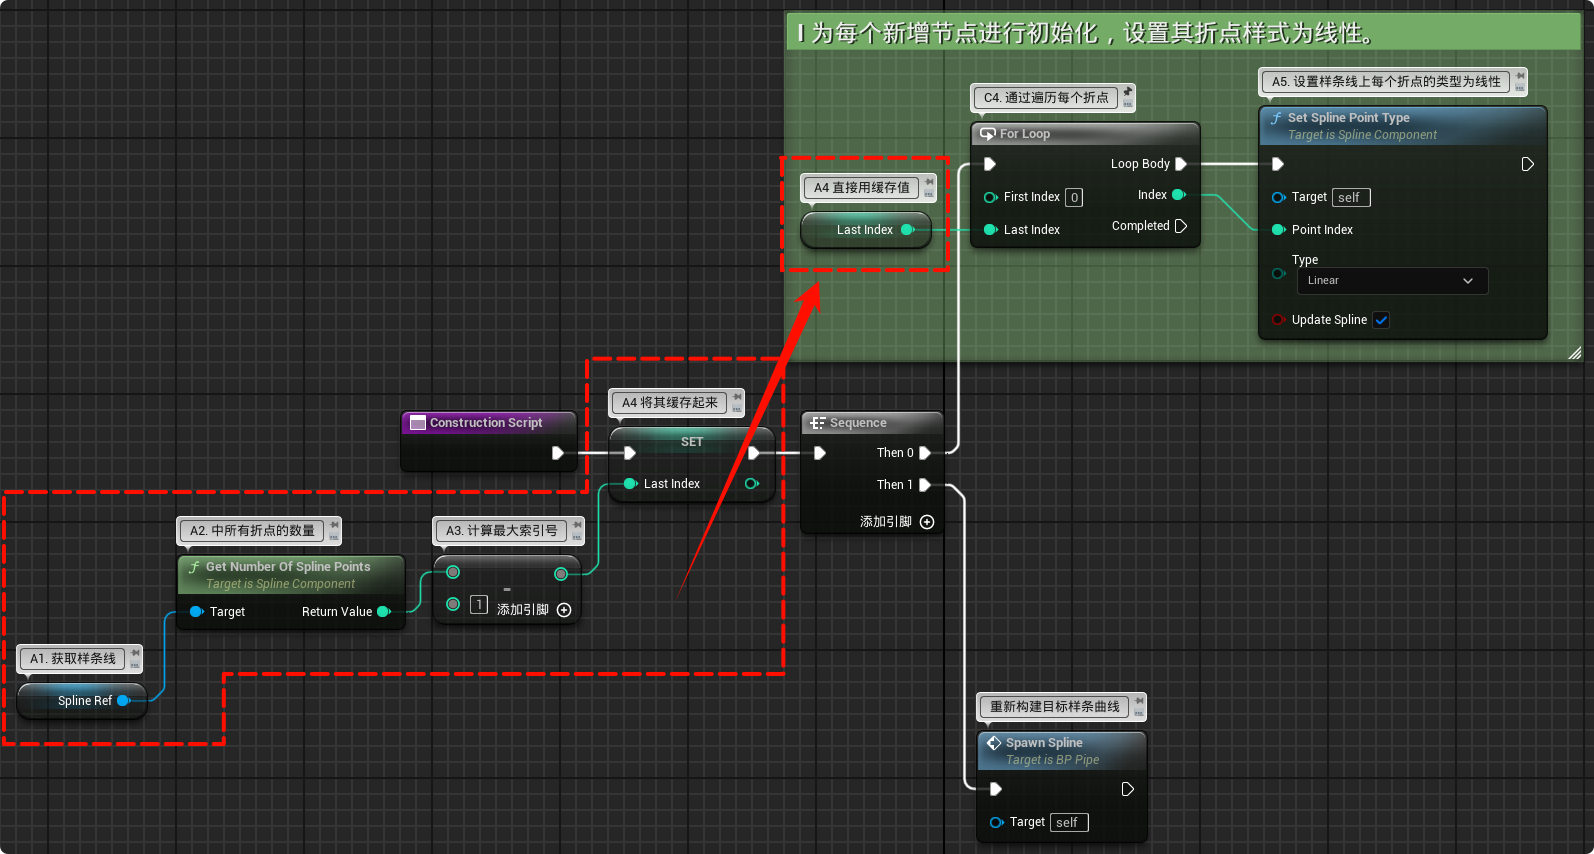 I 为每个新增节点进行初始化，设置其折点样式为线性。
C4. 通过遍历每个折点
For Loop
Loop Body
First Index 0
Index
Last Index
Completed
A5. 设置样条线上每个折点的类型为线性
Set Spline Point Type
Target is Spline Component
Target self
Point Index
Type
Linear
Update Spline
A4 直接用缓存值
Last Index
Construction Script
A4 将其缓存起来
SET
Last Index
Sequence
Then 0
Then 1
添加引脚
A2. 中所有折点的数量
Get Number Of Spline Points
Target is Spline Component
Target
Return Value
A3. 计算最大索引号
-
1
添加引脚
A1. 获取样条线
Spline Ref
重新构建目标样条曲线
Spawn Spline
Target is BP Pipe
Target self